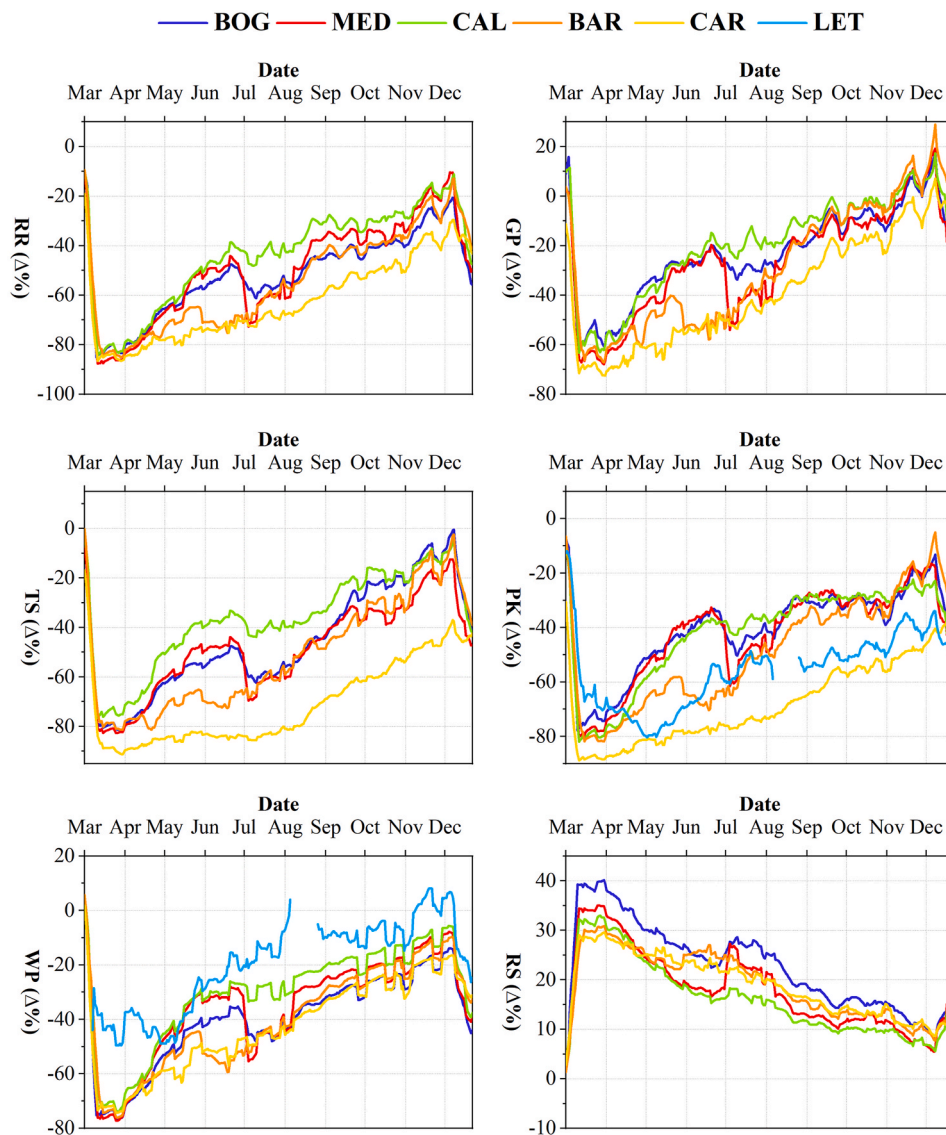 BOG MED CAL BAR CAR LET
Date Date
Mar Apr May Jun Jul Aug Sep Oct Nov Dec Mar Apr May Jun Jul Aug Sep Oct Nov Dec
0
-20
-40
-60
-80
-100
RR (Δ%)
20
0
-20
-40
-60
-80
GP (Δ%)
Date Date
Mar Apr May Jun Jul Aug Sep Oct Nov Dec Mar Apr May Jun Jul Aug Sep Oct Nov Dec
0
-20
-40
-60
-80
TS (Δ%)
0
-20
-40
-60
-80
PK (Δ%)
Date Date
Mar Apr May Jun Jul Aug Sep Oct Nov Dec Mar Apr May Jun Jul Aug Sep Oct Nov Dec
20
0
-20
-40
-60
-80
WP (Δ%)
40
30
20
10
0
-10
RS (Δ%)